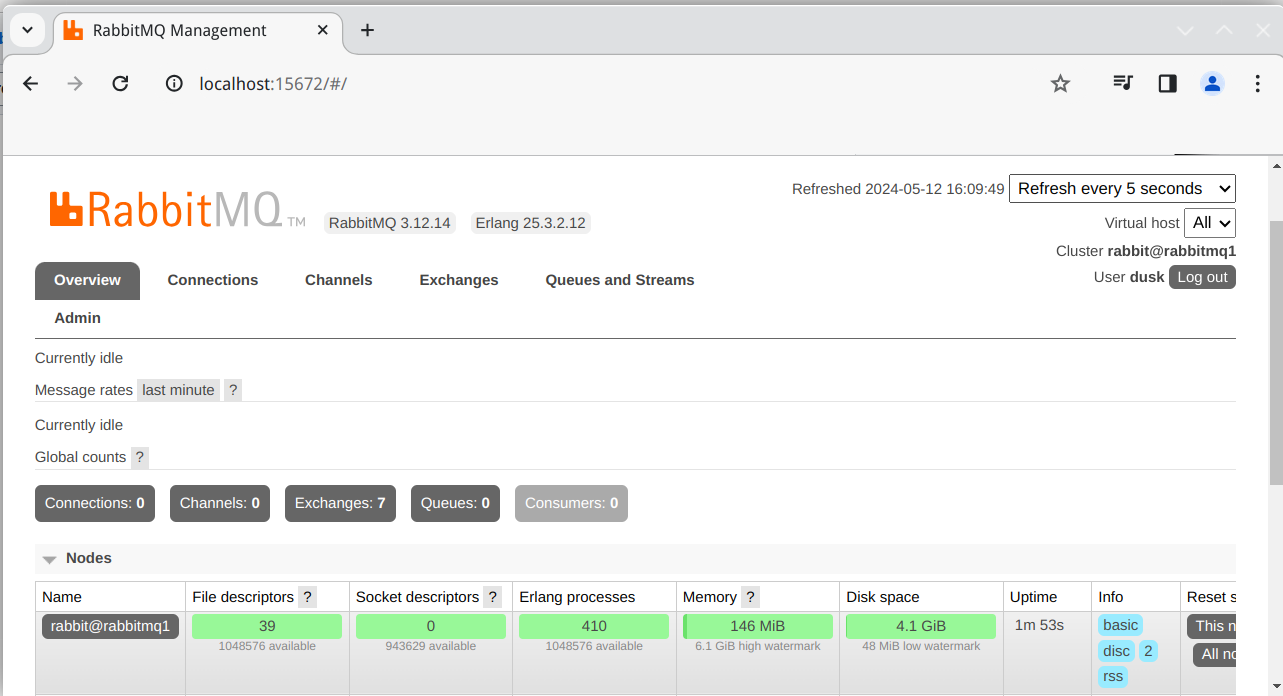 RabbitMQ Management
localhost:15672/#/
RabbitMQ TM RabbitMQ 3.12.14 Erlang 25.3.2.12
Refreshed 2024-05-12 16:09:49 Refresh every 5 seconds
Virtual host All
Cluster rabbit@rabbitmq1
User dusk Log out
Overview Connections Channels Exchanges Queues and Streams
Admin
Currently idle
Message rates last minute ?
Currently idle
Global counts ?
Connections: 0 Channels: 0 Exchanges: 7 Queues: 0 Consumers: 0
Nodes
Name File descriptors ? Socket descriptors ? Erlang processes Memory ? Disk space Uptime Info Reset s
rabbit@rabbitmq1 39 0 410 146 MiB 4.1 GiB 1m 53s basic This n
1048576 available 943629 available 1048576 available 6.1 GiB high watermark 48 MiB low watermark
disc 2 All no
rss